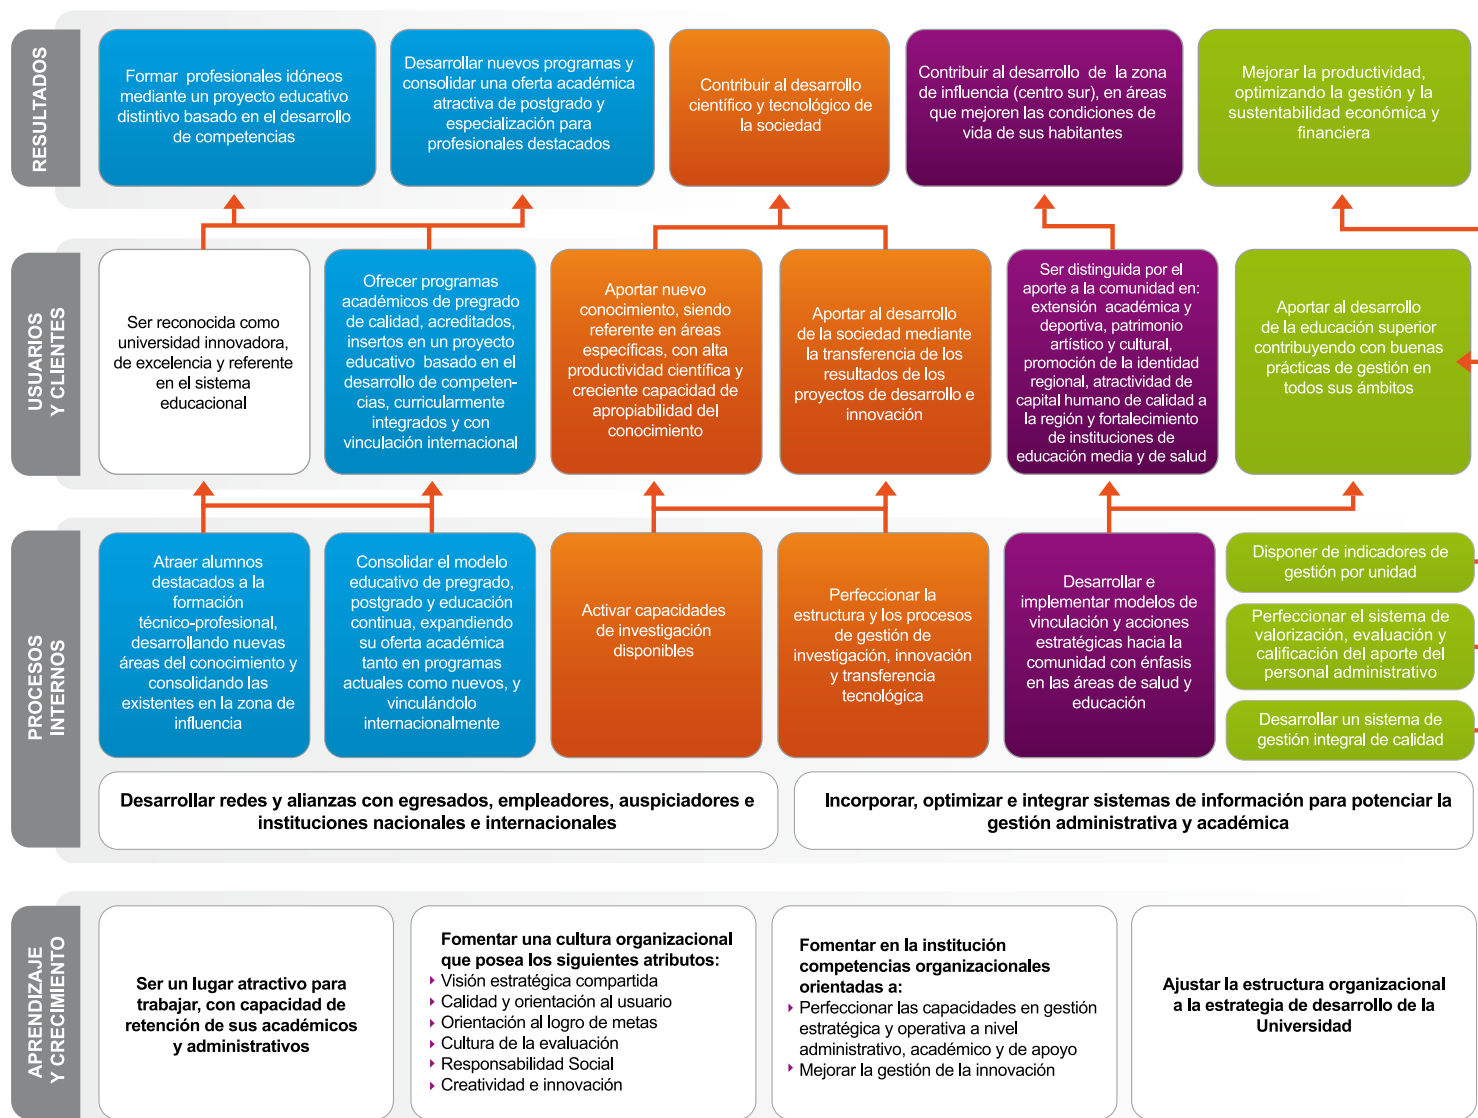 RESULTADOS
Formar profesionales idóneos
mediante un proyecto educativo
distintivo basado en el desarrollo
de competencias
Desarrollar nuevos programas y
consolidar una oferta académica
atractiva de postgrado y
especialización para
profesionales destacados
Contribuir al desarrollo
científico y tecnológico de
la sociedad
Contribuir al desarrollo de la zona
de influencia (centro sur), en áreas
que mejoren las condiciones de
vida de sus habitantes
Mejorar la productividad,
optimizando la gestión y la
sustentabilidad económica y
financiera
USUARIOS
Y CLIENTES
Ser reconocida como
universidad innovadora,
de excelencia y referente
en el sistema
educacional
Ofrecer programas
académicos de pregrado
de calidad, acreditados,
insertos en un proyecto
educativo basado en el
desarrollo de competen-
cias, curricularmente
integrados y con
vinculación internacional
Aportar nuevo
conocimiento, siendo
referente en áreas
específicas, con alta
productividad científica y
creciente capacidad de
apropiabilidad del
conocimiento
Aportar al desarrollo
de la sociedad mediante
la transferencia de los
resultados de los
proyectos de desarrollo e
innovación
Ser distinguida por el
aporte a la comunidad en:
extensión académica y
deportiva, patrimonio
artístico y cultural,
promoción de la identidad
regional, atractividad de
capital humano de calidad a
la región y fortalecimiento
de instituciones de
educación media y de salud
Aportar al desarrollo
de la educación superior
contribuyendo con buenas
prácticas de gestión en
todos sus ámbitos
PROCESOS
INTERNOS
Atraer alumnos
destacados a la
formación
técnico-profesional,
desarrollando nuevas
áreas del conocimiento y
consolidando las
existentes en la zona de
influencia
Consolidar el modelo
educativo de pregrado,
postgrado y educación
continua, expandiendo
su oferta académica
tanto en programas
actuales como nuevos, y
vinculándolo
internacionalmente
Activar capacidades
de investigación
disponibles
Perfeccionar la
estructura y los procesos
de gestión de
investigación, innovación
y transferencia
tecnológica
Desarrollar e
implementar modelos de
vinculación y acciones
estratégicas hacia la
comunidad con énfasis
en las áreas de salud y
educación
Disponer de indicadores de
gestión por unidad
Perfeccionar el sistema de
valorización, evaluación y
calificación del aporte del
personal administrativo
Desarrollar un sistema de
gestión integral de calidad
Desarrollar redes y alianzas con egresados, empleadores, auspiciadores e
instituciones nacionales e internacionales
Incorporar, optimizar e integrar sistemas de información para potenciar la
gestión administrativa y académica
APRENDIZAJE
Y CRECIMIENTO
Ser un lugar atractivo para
trabajar, con capacidad de
retención de sus académicos
y administrativos
Fomentar una cultura organizacional
que posea los siguientes atributos:
Visión estratégica compartida
Calidad y orientación al usuario
Orientación al logro de metas
Cultura de la evaluación
Responsabilidad Social
Creatividad e innovación
Fomentar en la institución
competencias organizacionales
orientadas a:
Perfeccionar las capacidades en gestión
estratégica y operativa a nivel
administrativo, académico y de apoyo
Mejorar la gestión de la innovación
Ajustar la estructura organizacional
a la estrategia de desarrollo de la
Universidad